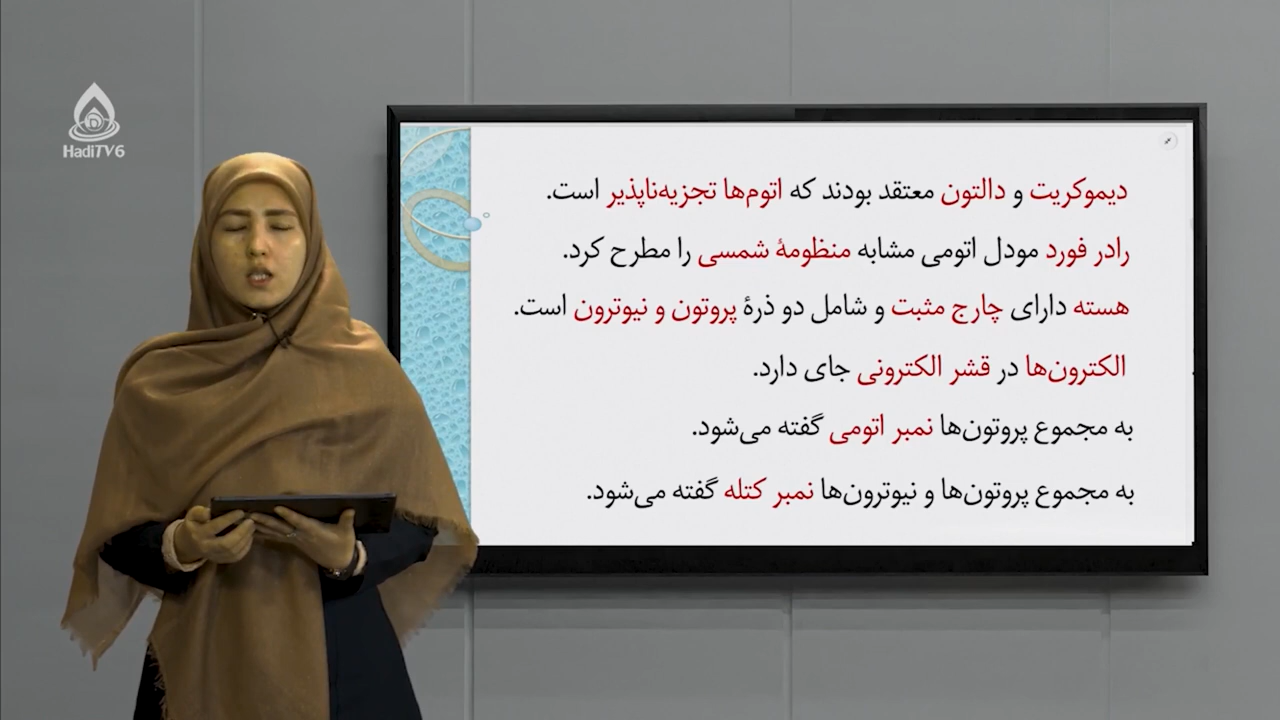 HadiTV6
دیموکریت و دالتون معتقد بودند که اتوم‌ها تجزیه‌ناپذیر است.
رادر فورد مودل اتومی مشابه منظومۀ شمسی را مطرح کرد.
هسته دارای چارج مثبت و شامل دو ذرۀ پروتون و نیوترون است.
الکترون‌ها در قشر الکترونی جای دارد.
به مجموع پروتون‌ها نمبر اتومی گفته می‌شود.
به مجموع پروتون‌ها و نیوترون‌ها نمبر کتله گفته می‌شود.